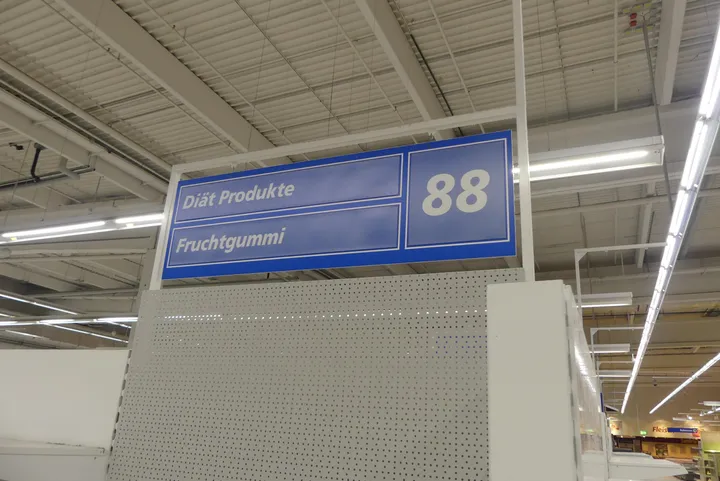 Diät Produkte
Fruchtgummi
88